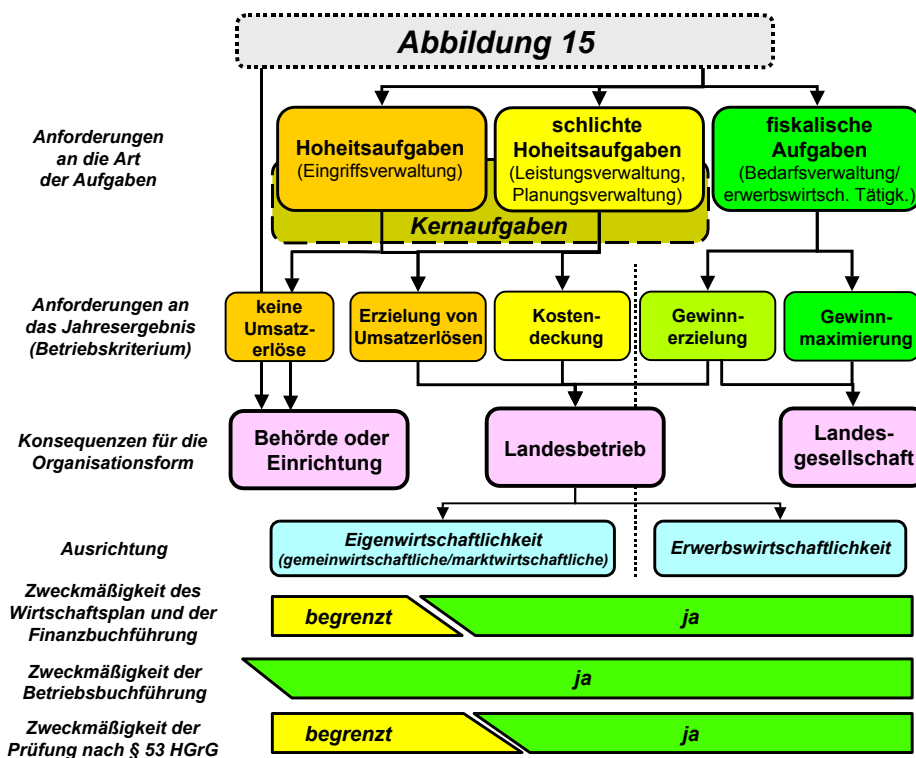 Abbildung 15
Anforderungen
an die Art
der Aufgaben
Hoheitsaufgaben
(Eingriffsverwaltung)
schlichte
Hoheitsaufgaben
(Leistungsverwaltung,
Planungsverwaltung)
fiskalische
Aufgaben
(Bedarfsverwaltung/
erwerbswirtsch. Tätigk.)
Kernaufgaben
Anforderungen an
das Jahresergebnis
(Betriebskriterium)
keine
Umsatz-
erlöse
Erzielung von
Umsatzerlösen
Kosten-
deckung
Gewinn-
erzielung
Gewinn-
maximierung
Konsequenzen für die
Organisationsform
Behörde oder
Einrichtung
Landesbetrieb
Landes-
gesellschaft
Ausrichtung
Eigenwirtschaftlichkeit
(gemeinwirtschaftliche/marktwirtschaftliche)
Erwerbswirtschaftlichkeit
Zweckmäßigkeit des
Wirtschaftsplan und der
Finanzbuchführung
begrenzt
ja
Zweckmäßigkeit der
Betriebsbuchführung
ja
Zweckmäßigkeit der
Prüfung nach § 53 HGrG
begrenzt
ja